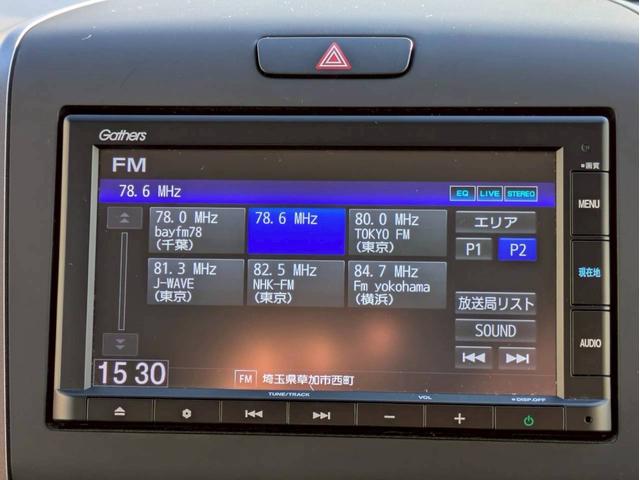 Gathers
FM
画質
78.6 MHz EQ LIVE STEREO
MENU
78.0 MHz
bayfm78
(千葉)
78.6 MHz
80.0 MHz
TOKYO FM
(東京)
エリア
P1 P2
現在地
81.3 MHz
J-WAVE
(東京)
82.5 MHz
NHK-FM
(東京)
84.7 MHz
Fm yokohama
(横浜)
放送局リスト
SOUND
AUDIO
15 30
FM 埼玉県草加市西町
TUNE/TRACK
VOL
DISP.OFF